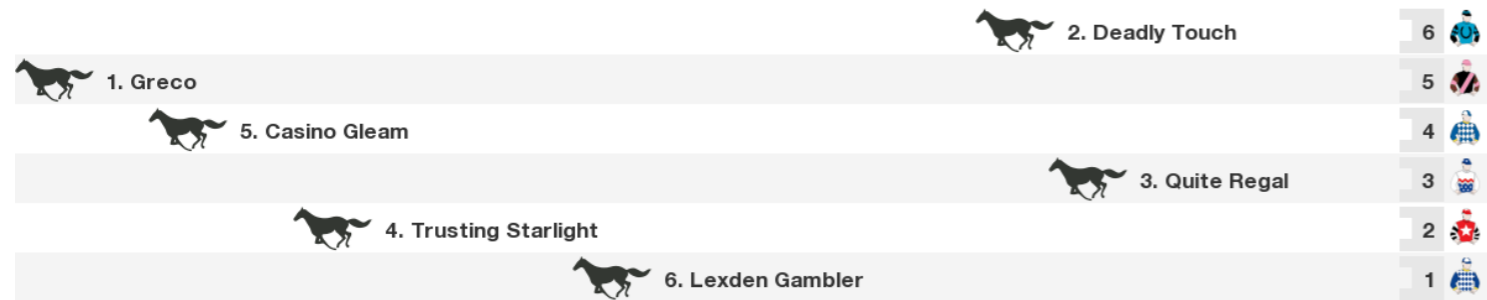 2. Deadly Touch 6
1. Greco 5
5. Casino Gleam 4
3. Quite Regal 3
4. Trusting Starlight 2
6. Lexden Gambler 1